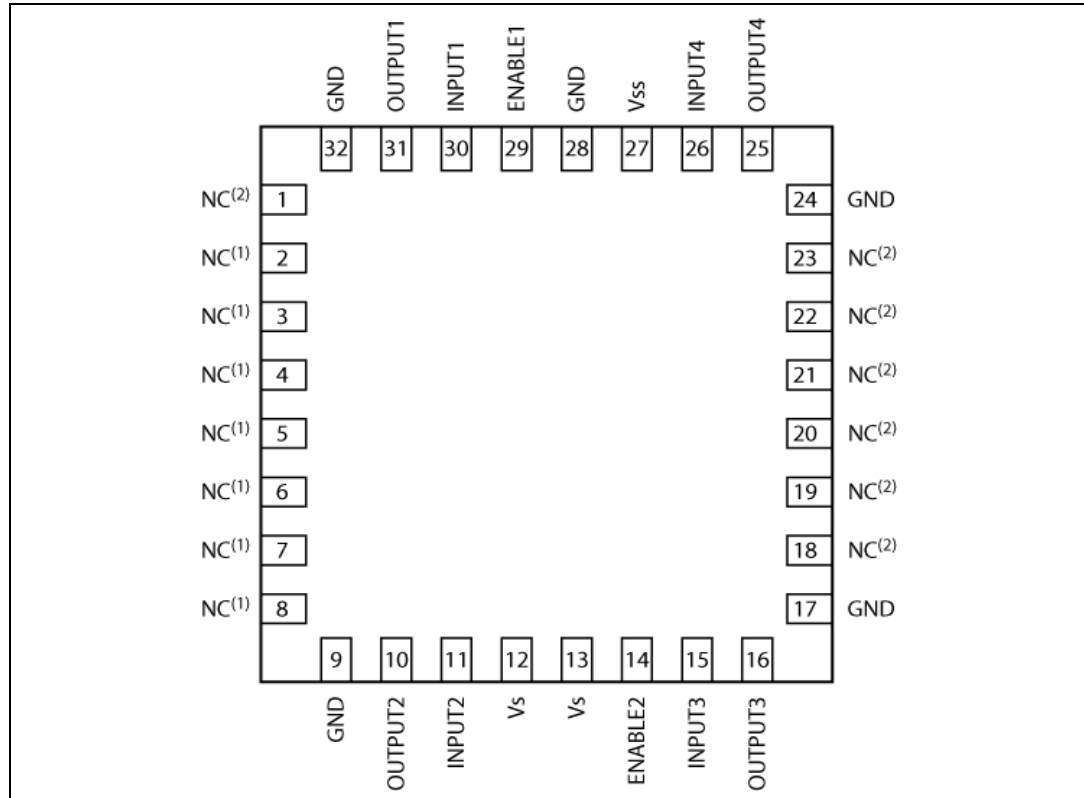 GND OUTPUT1 INPUT1 ENABLE1 GND Vss INPUT4 OUTPUT4
32 31 30 29 28 27 26 25
NC(2) 1 24 GND
NC(1) 2 23 NC(2)
NC(1) 3 22 NC(2)
NC(1) 4 21 NC(2)
NC(1) 5 20 NC(2)
NC(1) 6 19 NC(2)
NC(1) 7 18 NC(2)
NC(1) 8 17 GND
9 10 11 12 13 14 15 16
GND OUTPUT2 INPUT2 Vs Vs ENABLE2 INPUT3 OUTPUT3